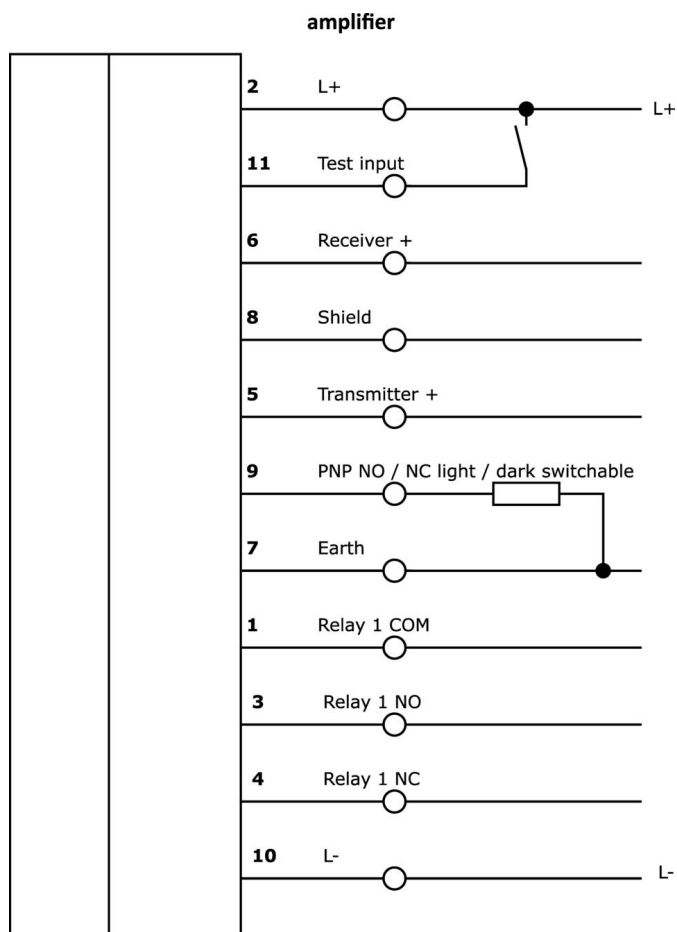 amplifier
2 L+
L+
11 Test input
6 Receiver +
8 Shield
5 Transmitter +
9 PNP NO / NC light / dark switchable
7 Earth
1 Relay 1 COM
3 Relay 1 NO
4 Relay 1 NC
10 L-
L-